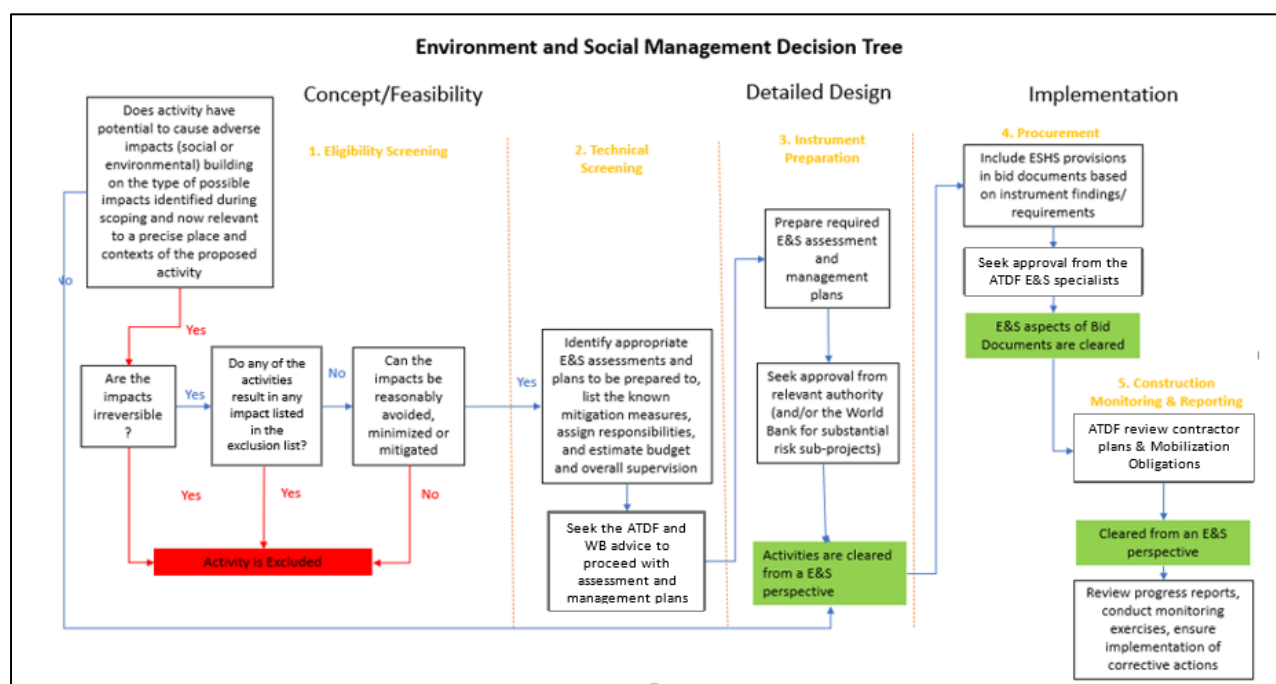 Environment and Social Management Decision Tree
Concept/Feasibility
Detailed Design
Implementation
Does activity have
potential to cause adverse
impacts (social or
environmental) building
on the type of possible
impacts identified during
scoping and now relevant
to a precise place and
contexts of the proposed
activity
No
Yes
1. Eligibility Screening
Are the
impacts
irreversible
?
Yes
Do any of the
activities
result in any
impact listed
in the
exclusion list?
No
Can the
impacts be
reasonably
avoided,
minimized or
mitigated
Yes
Yes
Yes
No
Activity is Excluded
2. Technical
Screening
Identify appropriate
E&S assessments and
plans to be prepared to,
list the known
mitigation measures,
assign responsibilities,
and estimate budget
and overall supervision
Seek the ATDF and
WB advice to
proceed with
assessment and
management plans
3. Instrument
Preparation
Prepare required
E&S assessment
and
management
plans
Seek approval from
relevant authority
(and/or the World
Bank for substantial
risk sub-projects)
Activities are cleared
from a E&S
perspective
4. Procurement
Include ESHS provisions
in bid documents based
on instrument findings/
requirements
Seek approval from the
ATDF E&S specialists
E&S aspects of Bid
Documents are cleared
5. Construction
Monitoring & Reporting
ATDF review contractor
plans & Mobilization
Obligations
Cleared from an E&S
perspective
Review progress reports,
conduct monitoring
exercises, ensure
implementation of
corrective actions